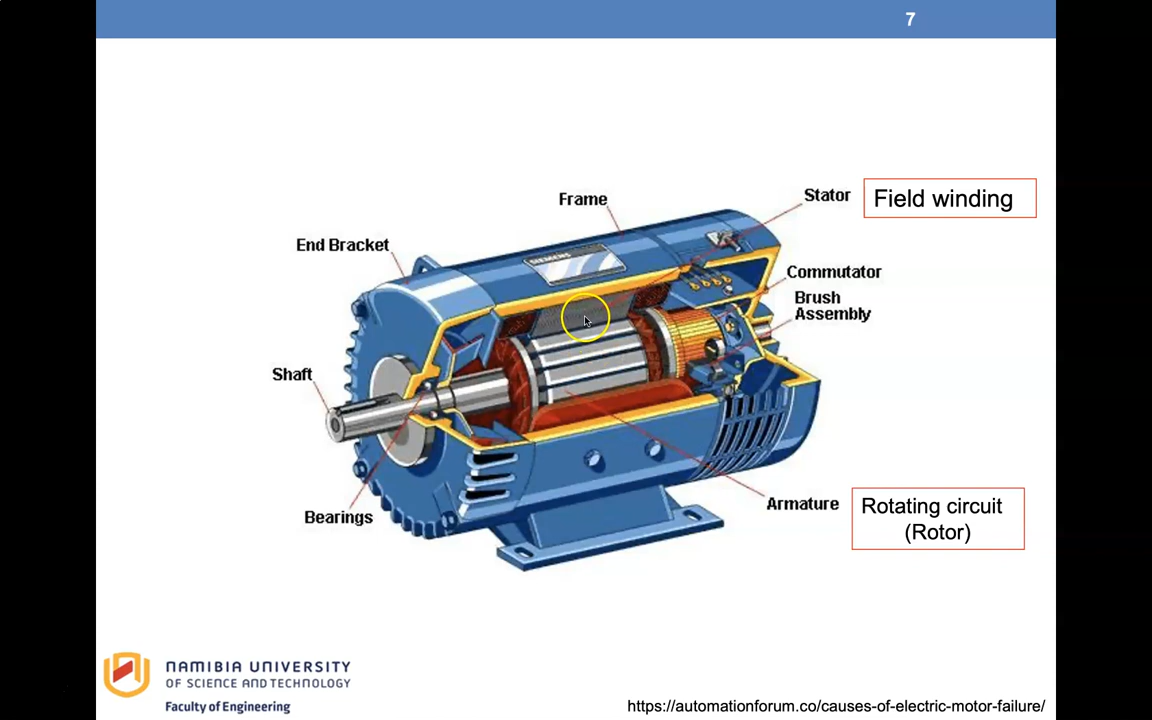 7
Frame
Stator
Field winding
End Bracket
SIEMENS
Commutator
Brush
Assembly
Shaft
Bearings
Armature
Rotating circuit
(Rotor)
NAMIBIA UNIVERSITY
OF SCIENCE AND TECHNOLOGY
Faculty of Engineering
https://automationforum.co/causes-of-electric-motor-failure/